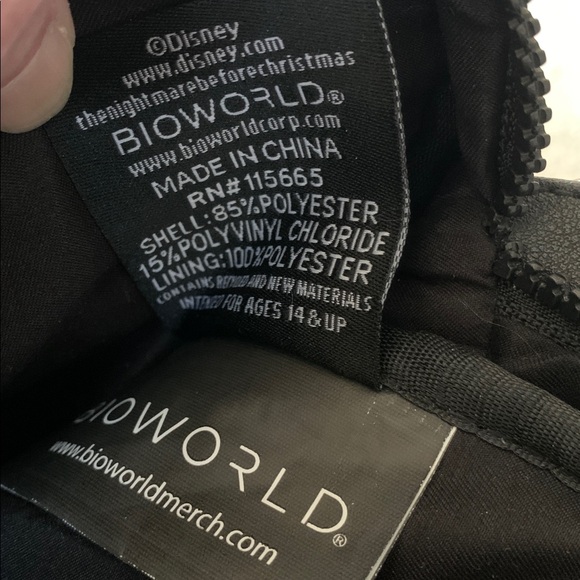 ©Disney
www.disney.com
thenightmarebeforechristmas
BIOWORLD®
www.bioworldcorp.com
MADE IN CHINA
RN# 115665
SHELL: 85%POLYESTER
15%POLYVINYL CHLORIDE
LINING: 100%POLYESTER
CONTAINS AND NEW MATERIALS
INTENDED FOR AGES 14 & UP
BIOWORLD®
www.bioworldmerch.com